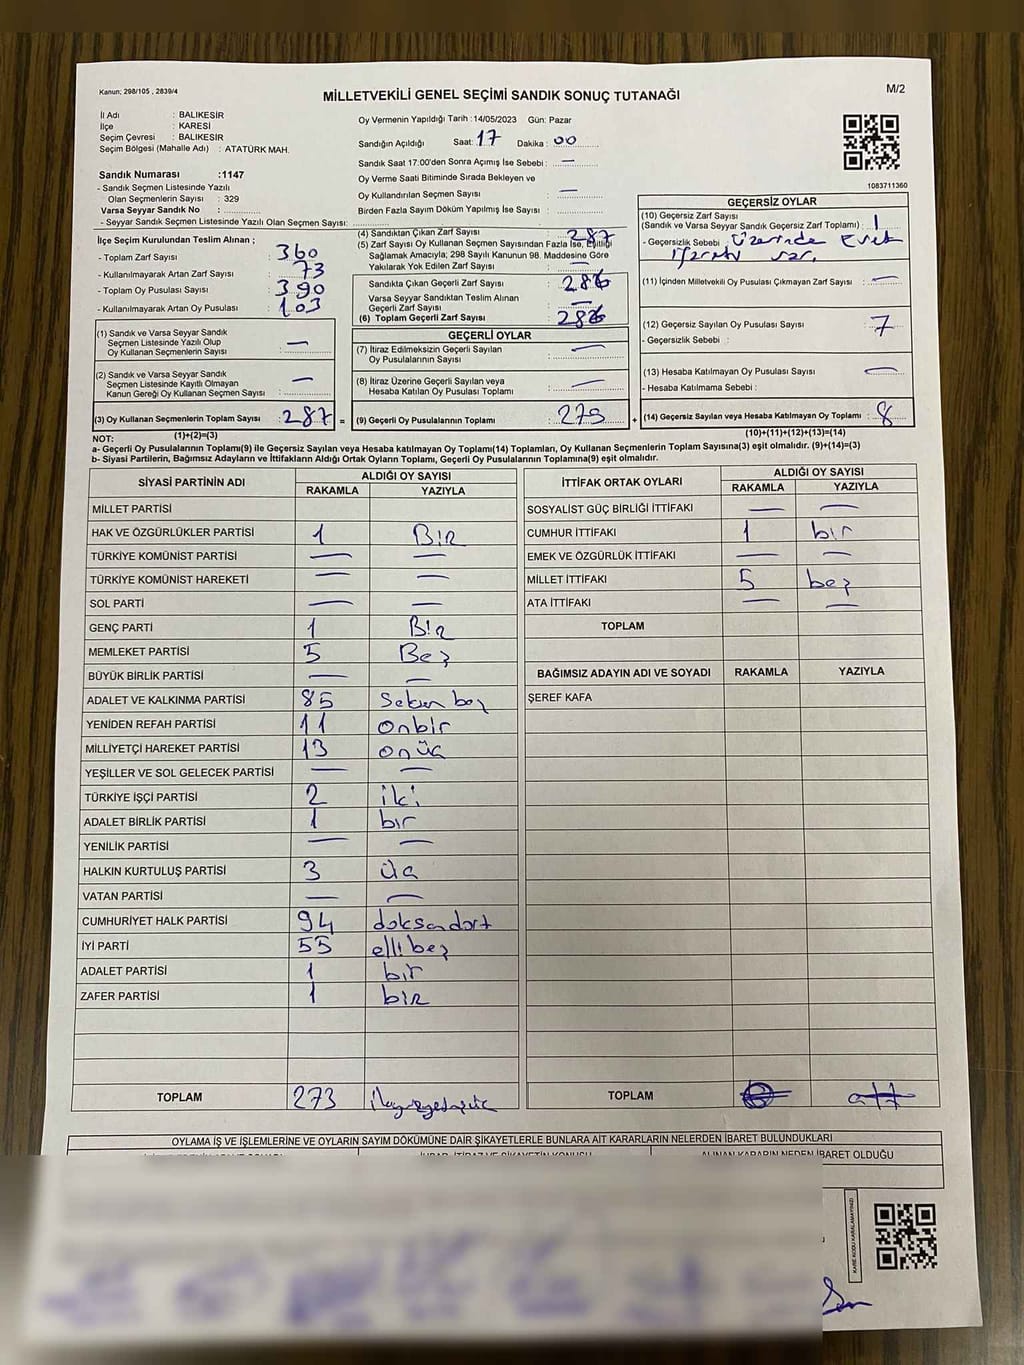 Kanun; 298/105 , 2839/4
MİLLETVEKİLİ GENEL SEÇİMİ SANDIK SONUÇ TUTANAĞI
M/2
İl Adı : BALIKESİR
İlçe : KARESİ
Seçim Çevresi : BALIKESİR
Seçim Bölgesi (Mahalle Adı) : ATATÜRK MAH.
Sandık Numarası :1147
- Sandık Seçmen Listesinde Yazılı
Olan Seçmenlerin Sayısı : 329
Varsa Seyyar Sandık No :
- Seyyar Sandık Seçmen Listesinde Yazılı Olan Seçmen Sayısı:
Oy Vermenin Yapıldığı Tarih :14/05/2023 Gün: Pazar
Sandığın Açıldığı Saat: 17 Dakika : 00
Sandık Saat 17:00'den Sonra Açımış İse Sebebi : —
Oy Verme Saati Bitiminde Sırada Bekleyen ve
Oy Kullandırılan Seçmen Sayısı : —
Birden Fazla Sayım Döküm Yapılmış İse Sayısı :
1083711360
İlçe Seçim Kurulundan Teslim Alınan ;
- Toplam Zarf Sayısı : 360
- Kullanılmayarak Artan Zarf Sayısı : 73
- Toplam Oy Pusulası Sayısı : 390
- Kullanılmayarak Artan Oy Pusulası : 103
(1) Sandık ve Varsa Seyyar Sandık
Seçmen Listesinde Yazılı Olup
Oy Kullanan Seçmenlerin Sayısı : —
(2) Sandık ve Varsa Seyyar Sandık
Seçmen Listesinde Kayıtlı Olmayan
Kanun Gereği Oy Kullanan Seçmen Sayısı : —
(3) Oy Kullanan Seçmenlerin Toplam Sayısı : 287 =
(1)+(2)=(3)
(4) Sandıktan Çıkan Zarf Sayısı : 287
(5) Zarf Sayısı Oy Kullanan Seçmen Sayısından Fazla İse, Eşitliği
Sağlamak Amacıyla; 298 Sayılı Kanunun 98. Maddesine Göre
Yakılarak Yok Edilen Zarf Sayısı : —
Sandıkta Çıkan Geçerli Zarf Sayısı : 286
Varsa Seyyar Sandıktan Teslim Alınan
Geçerli Zarf Sayısı : —
(6) Toplam Geçerli Zarf Sayısı : 286
GEÇERLİ OYLAR
(7) İtiraz Edilmeksizin Geçerli Sayılan
Oy Pusulalarının Sayısı : —
(8) İtiraz Üzerine Geçerli Sayılan veya
Hesaba Katılan Oy Pusulaları Toplamı : —
(9) Geçerli Oy Pusulalarının Toplamı : 279 +
GEÇERSİZ OYLAR
(10) Geçersiz Zarf Sayısı
(Sandık ve Varsa Seyyar Sandık Geçersiz Zarf Toplamı) : 1
- Geçersizlik Sebebi : üzerinde Evet
işareti var.
(11) İçinden Milletvekili Oy Pusulası Çıkmayan Zarf Sayısı : —
(12) Geçersiz Sayılan Oy Pusulası Sayısı : 7
- Geçersizlik Sebebi :
(13) Hesaba Katılmayan Oy Pusulası Sayısı : —
- Hesaba Katılmama Sebebi :
(14) Geçersiz Sayılan veya Hesaba Katılmayan Oy Toplamı : 8
(10)+(11)+(12)+(13)=(14)
NOT:
a- Geçerli Oy Pusulalarının Toplamı(9) ile Geçersiz Sayılan veya Hesaba katılmayan Oy Toplamı(14) Toplamları, Oy Kullanan Seçmenlerin Toplam Sayısına(3) eşit olmalıdır. (9)+(14)=(3)
b- Siyasi Partilerin, Bağımsız Adayların ve İttifakların Aldığı Ortak Oyların Toplamı, Geçerli Oy Pusulalarının Toplamına(9) eşit olmalıdır.
SİYASİ PARTİNİN ADI ALDIĞI OY SAYISI
RAKAMLA YAZIYLA
MİLLET PARTİSİ
HAK VE ÖZGÜRLÜKLER PARTİSİ 1 BİR
TÜRKİYE KOMÜNİST PARTİSİ — —
TÜRKİYE KOMÜNİST HAREKETİ — —
SOL PARTİ — —
GENÇ PARTİ 1 BİR
MEMLEKET PARTİSİ 5 Beş
BÜYÜK BİRLİK PARTİSİ — —
ADALET VE KALKINMA PARTİSİ 85 Seksen beş
YENİDEN REFAH PARTİSİ 11 onbir
MİLLİYETÇİ HAREKET PARTİSİ 13 onüç
YEŞİLLER VE SOL GELECEK PARTİSİ — —
TÜRKİYE İŞÇİ PARTİSİ 2 iki
ADALET BİRLİK PARTİSİ 1 bır
YENİLİK PARTİSİ — —
HALKIN KURTULUŞ PARTİSİ 3 üç
VATAN PARTİSİ — —
CUMHURİYET HALK PARTİSİ 94 doksandört
İYİ PARTİ 55 ellibeş
ADALET PARTİSİ 1 bır
ZAFER PARTİSİ 1 bır
TOPLAM 273 ikiyüzyetmişüç
İTTİFAK ORTAK OYLARI ALDIĞI OY SAYISI
RAKAMLA YAZIYLA
SOSYALİST GÜÇ BİRLİĞİ İTTİFAKI — —
CUMHUR İTTİFAKI 1 bır
EMEK VE ÖZGÜRLÜK İTTİFAKI — —
MİLLET İTTİFAKI 5 beş
ATA İTTİFAKI — —
TOPLAM
BAĞIMSIZ ADAYIN ADI VE SOYADI RAKAMLA YAZIYLA
ŞEREF KAFA
TOPLAM altı
OYLAMA İŞ VE İŞLEMLERİNE VE OYLARIN SAYIM DÖKÜMÜNE DAİR ŞİKAYETLERLE BUNLARA AİT KARARLARIN NELERDEN İBARET BULUNDUKLARI
ALINAN KARARIN NEDEN İBARET OLDUĞU
KARE KODU KARALAMAYINIZ!